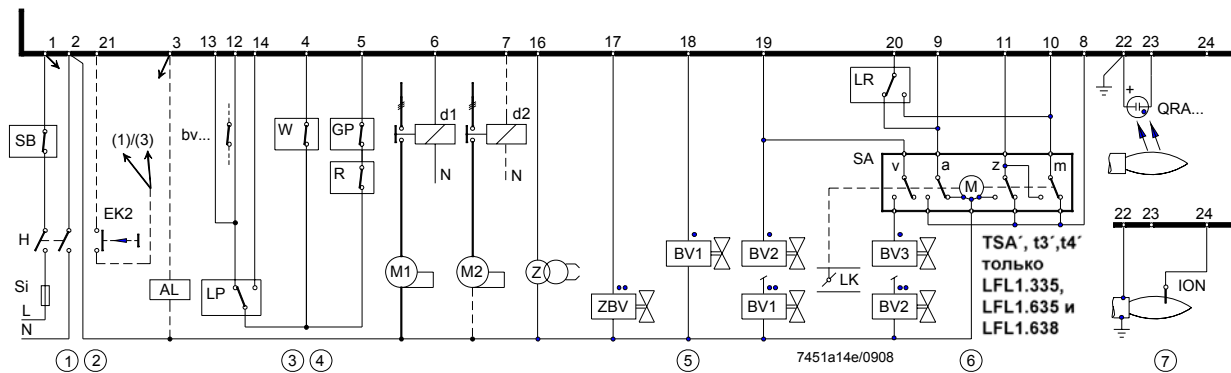 1 2 21 3 13 12 14 4 5 6 7 16 17 18 19 20 9 11 10 8 22 23 24
LR
+
QRA...
SB
(1)/(3)
bv...
W
GP
d1
d2
R
N
N
SA
v
a
z
m
M
EK2
H
22 23 24
BV1
BV2
BV3
TSA´, t3´,t4´
только
LFL1.335,
LFL1.635 и
LFL1.638
M1
M2
Z
Si
AL
LP
LK
ION
L
ZBV
BV1
BV2
N
1 2 3 4 5 7451a14e/0908 6 7